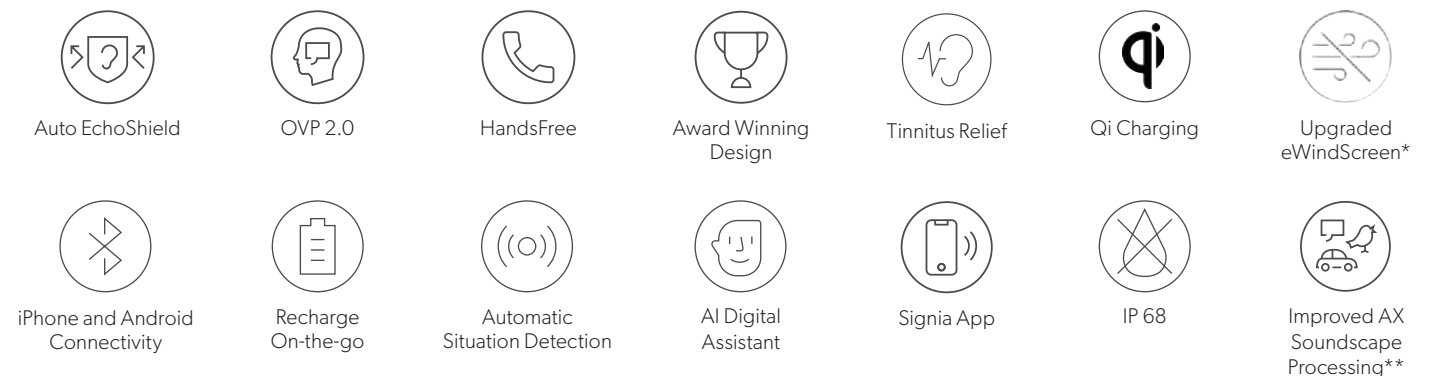 qi
Auto EchoShield
OVP 2.0
HandsFree
Award Winning
Design
Tinnitus Relief
Qi Charging
Upgraded
eWindScreen*
iPhone and Android
Connectivity
Recharge
On-the-go
Automatic
Situation Detection
AI Digital
Assistant
Signia App
IP 68
Improved AX
Soundscape
Processing**